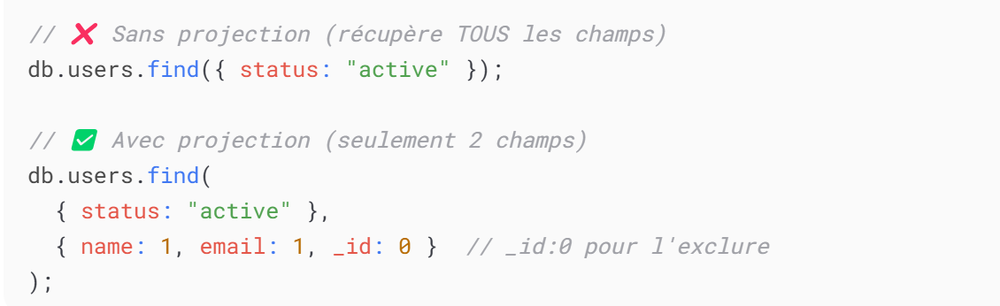 // ❌ Sans projection (récupère TOUS les champs)
db.users.find({ status: "active" });
// ✅ Avec projection (seulement 2 champs)
db.users.find(
  { status: "active" },
  { name: 1, email: 1, _id: 0 }  // _id:0 pour l'exclure
);